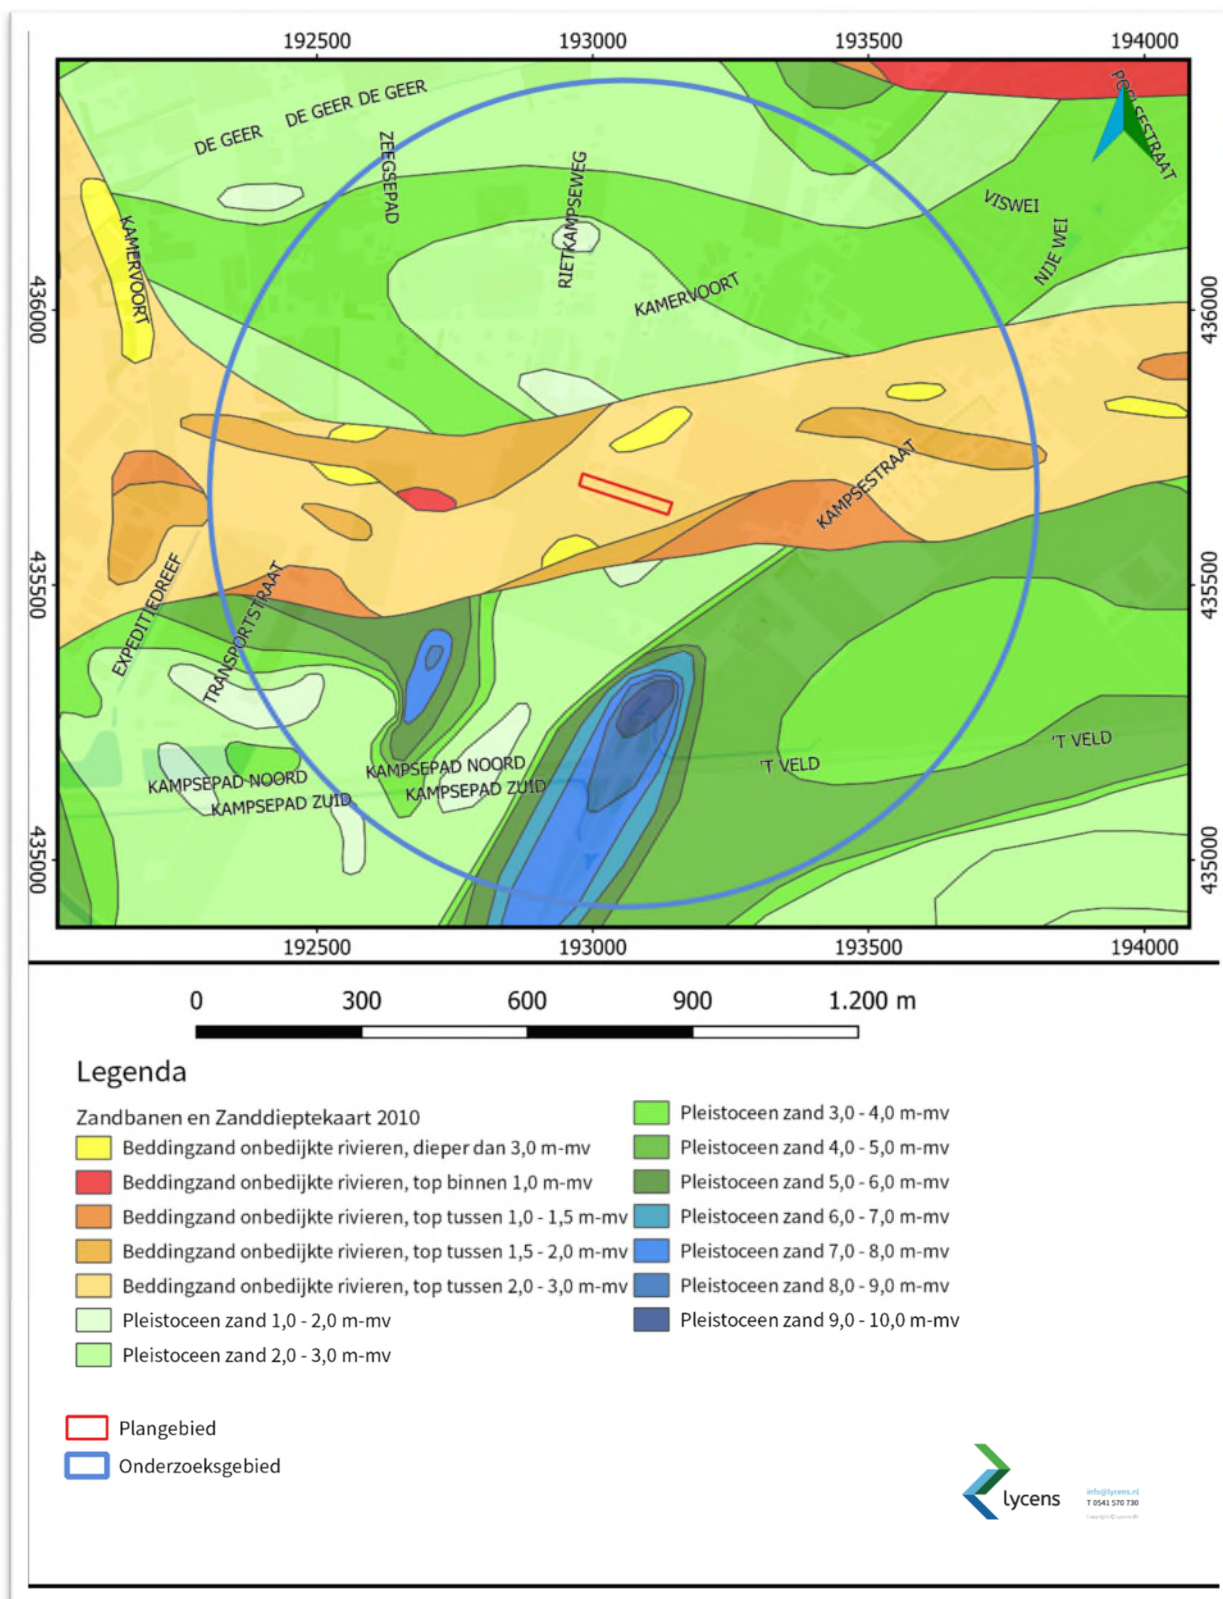 192500 193000 193500 194000
POELSESTRAAT
DE GEER DE GEER
DE GEER
ZEEGSEPAD
RIETKAMPSEWEG
VISWEI
NIJE WEI
KAMERVOORT
KAMERVOORT
436000
436000
KAMPSESTRAAT
435500
435500
EXPEDITIEDREEF
TRANSPORTSTRAAT
'T VELD
'T VELD
KAMPSEPAD NOORD
KAMPSEPAD NOORD
KAMPSEPAD ZUID
KAMPSEPAD ZUID
435000
435000
192500 193000 193500 194000
0 300 600 900 1.200 m
Legenda
Zandbanen en Zanddieptekaart 2010
Beddingzand onbedijkte rivieren, dieper dan 3,0 m-mv
Beddingzand onbedijkte rivieren, top binnen 1,0 m-mv
Beddingzand onbedijkte rivieren, top tussen 1,0 - 1,5 m-mv
Beddingzand onbedijkte rivieren, top tussen 1,5 - 2,0 m-mv
Beddingzand onbedijkte rivieren, top tussen 2,0 - 3,0 m-mv
Pleistoceen zand 1,0 - 2,0 m-mv
Pleistoceen zand 2,0 - 3,0 m-mv
Pleistoceen zand 3,0 - 4,0 m-mv
Pleistoceen zand 4,0 - 5,0 m-mv
Pleistoceen zand 5,0 - 6,0 m-mv
Pleistoceen zand 6,0 - 7,0 m-mv
Pleistoceen zand 7,0 - 8,0 m-mv
Pleistoceen zand 8,0 - 9,0 m-mv
Pleistoceen zand 9,0 - 10,0 m-mv
Plangebied
Onderzoeksgebied
lycens
info@lycens.nl
T 0541 570 730
Copyright © Lycens BV